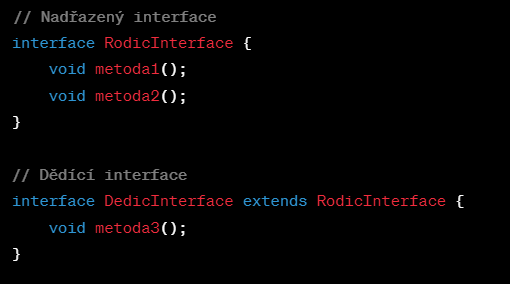 // Nadřazený interface
interface RodicInterface {
    void metoda1();
    void metoda2();
}
// Dědící interface
interface DedicInterface extends RodicInterface {
    void metoda3();
}